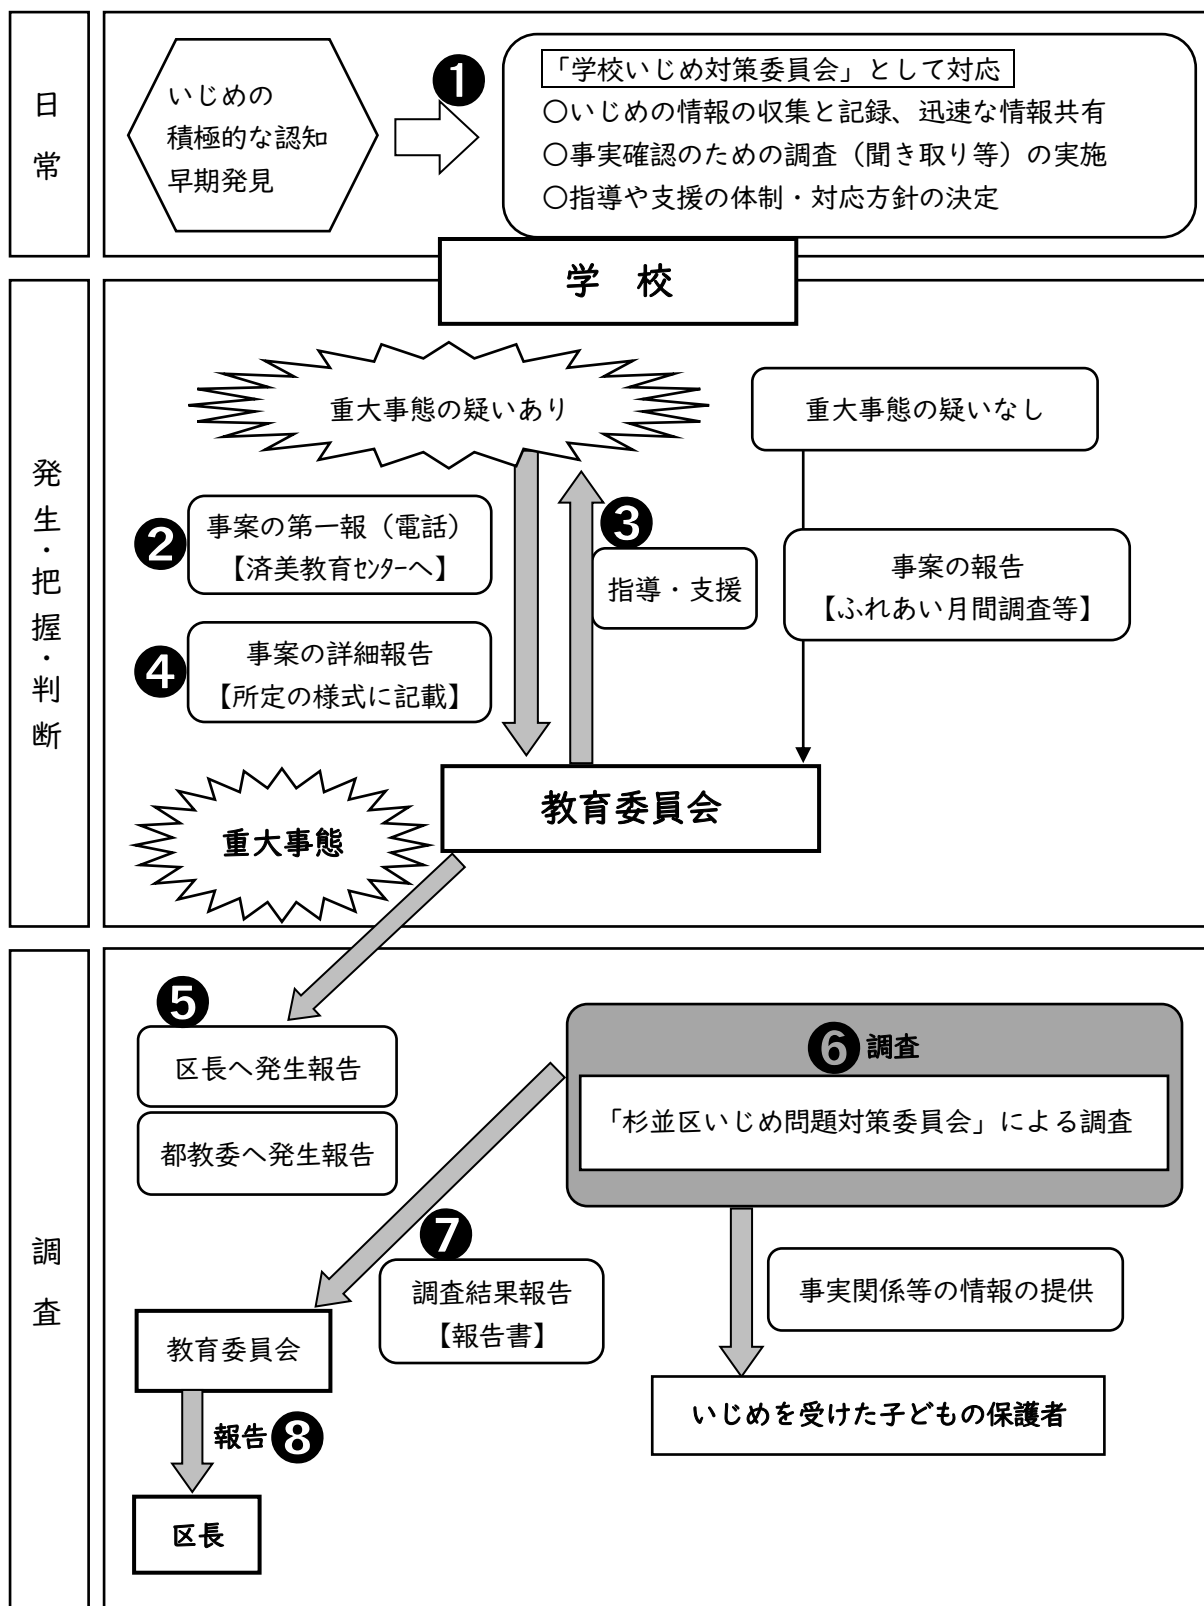 日常
いじめの
積極的な認知
早期発見
❶
「学校いじめ対策委員会」として対応
〇いじめの情報の収集と記録、迅速な情報共有
〇事実確認のための調査（聞き取り等）の実施
〇指導や支援の体制・対応方針の決定
学　校
発生・把握・判断
重大事態の疑いあり
重大事態の疑いなし
❷
事案の第一報（電話）
【済美教育ｾﾝﾀｰへ】
❸
指導・支援
事案の報告
【ふれあい月間調査等】
❹
事案の詳細報告
【所定の様式に記載】
教育委員会
重大事態
調査
❺
区長へ発生報告
都教委へ発生報告
❻調査
「杉並区いじめ問題対策委員会」による調査
❼
調査結果報告
【報告書】
事実関係等の情報の提供
教育委員会
いじめを受けた子どもの保護者
報告❽
区長